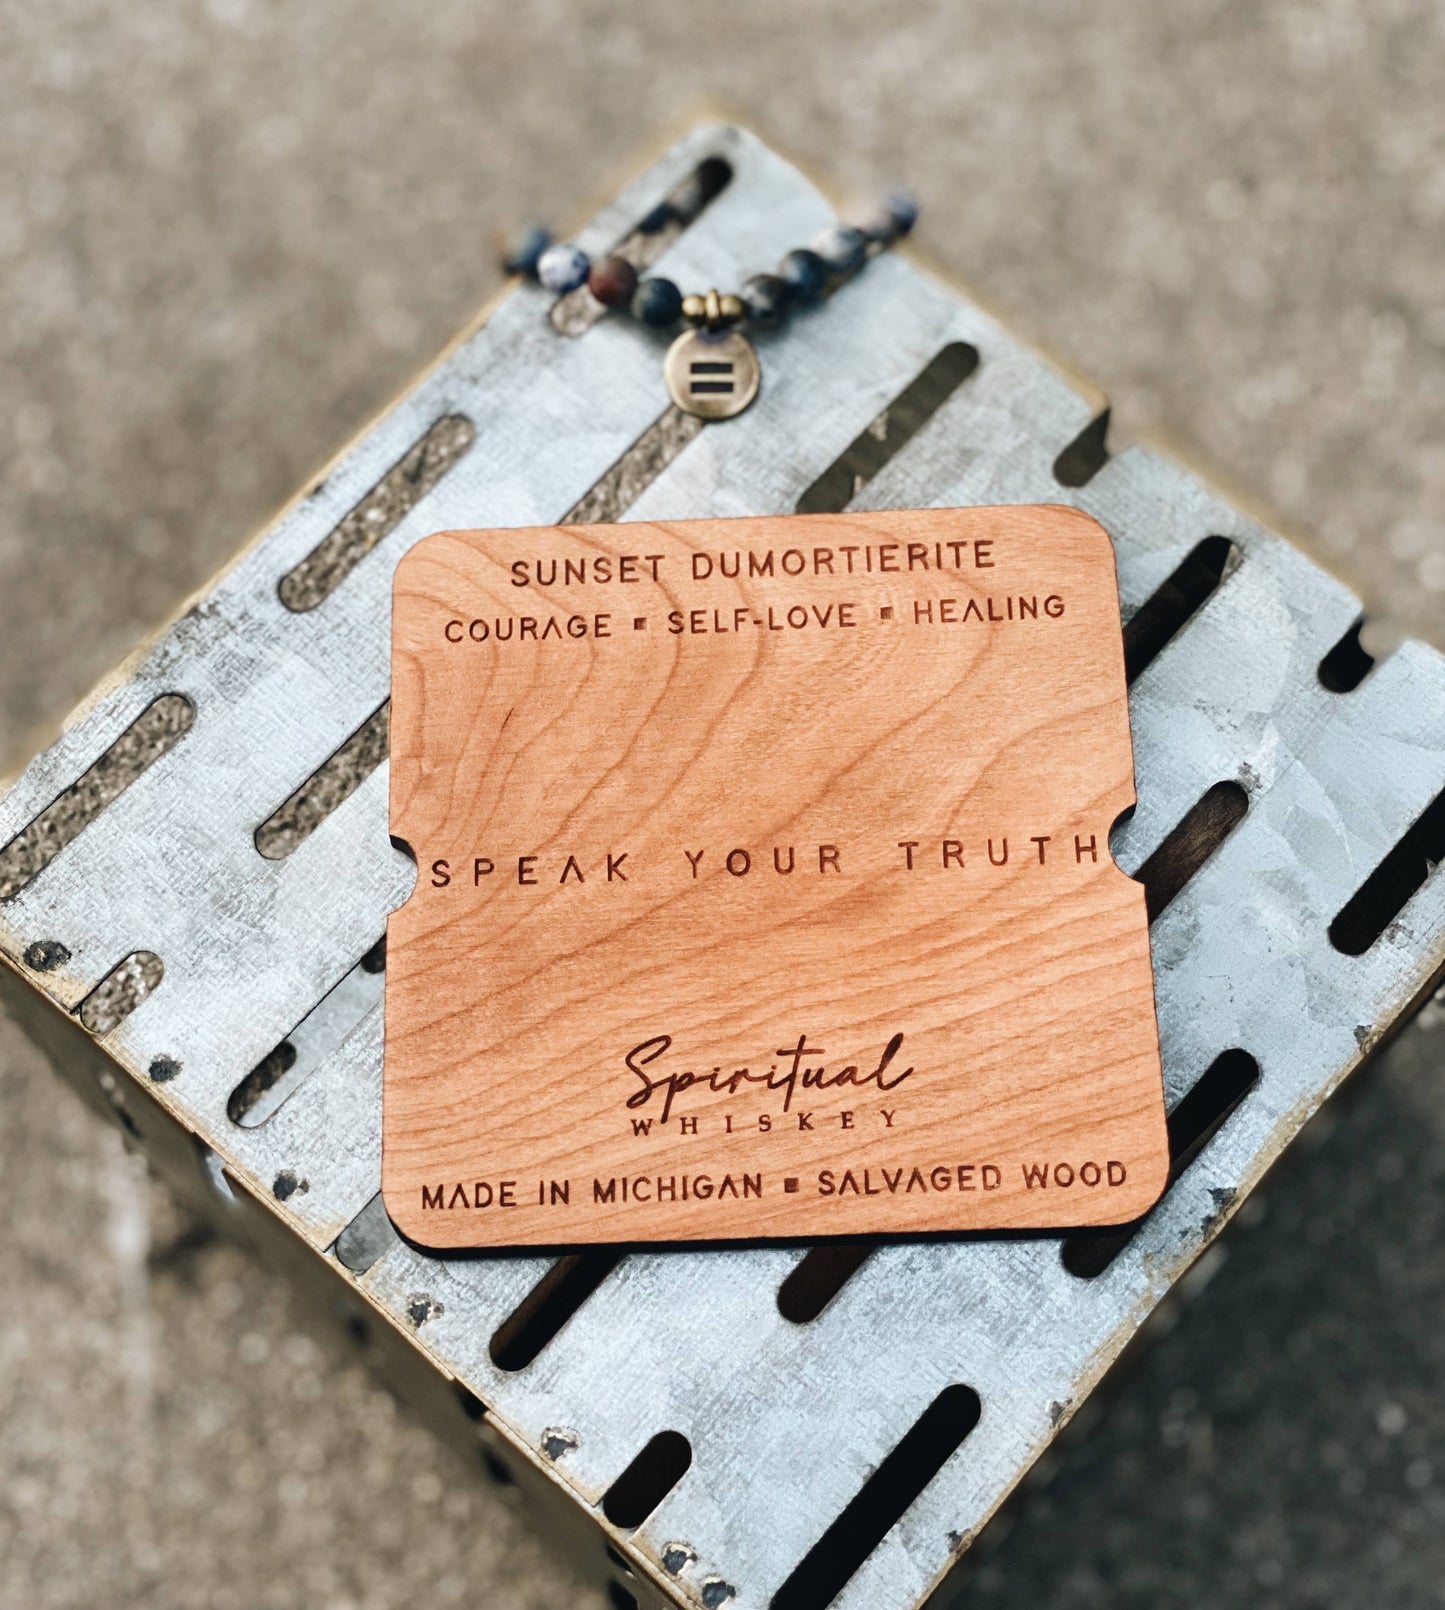 =
SUNSET DUMORTIERITE
COURAGE ▪ SELF-LOVE ▪ HEALING
SPEAK YOUR TRUTH
Spiritual
WHISKEY
MADE IN MICHIGAN ▪ SALVAGED WOOD